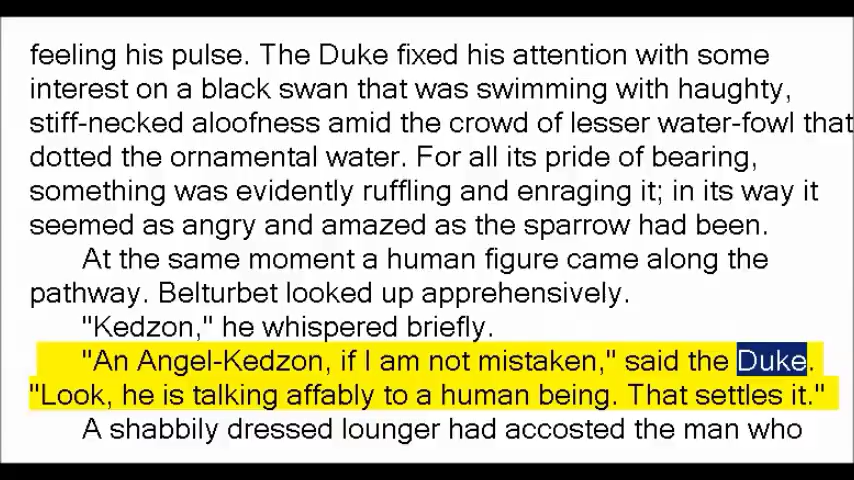 feeling his pulse. The Duke fixed his attention with some
interest on a black swan that was swimming with haughty,
stiff-necked aloofness amid the crowd of lesser water-fowl that
dotted the ornamental water. For all its pride of bearing,
something was evidently ruffling and enraging it; in its way it
seemed as angry and amazed as the sparrow had been.
At the same moment a human figure came along the
pathway. Belturbet looked up apprehensively.
"Kedzon," he whispered briefly.
"An Angel-Kedzon, if I am not mistaken," said the Duke.
"Look, he is talking affably to a human being. That settles it."
A shabbily dressed lounger had accosted the man who